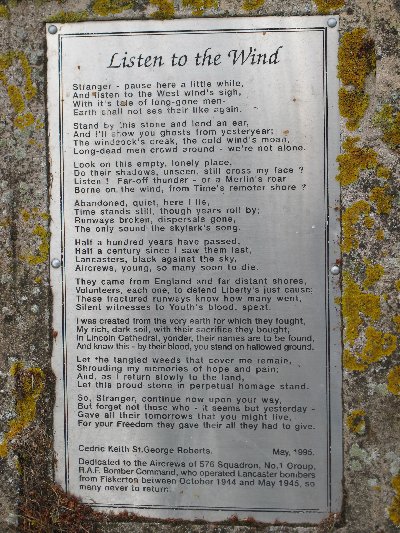 Listen to the Wind
Stranger - pause here a little while,
And listen to the West wind's sigh,
With it's tale of long-gone men-
Earth shall not see their like again.
Stand by this stone and lend an ear,
And I'll show you ghosts from yesteryear:
The windsock's creak, the cold wind's moan,
Long-dead men crowd around - we're not alone.
Look on this empty, lonely place.
Do their shadows, unseen, still cross my face ?
Listen ! Far-off thunder - or a Merlin's roar
Borne on the wind, from Time's remoter shore ?
Abandoned, quiet, here I lie,
Time stands still, though years roll by;
Runways broken, dispersals gone,
The only sound the skylark's song.
Half a hundred years have passed,
Half a century since I saw them last,
Lancasters, black against the sky,
Aircrews, young, so many soon to die.
They came from England and far distant shores,
Volunteers, each one, to defend Liberty's just cause:
These fractured runways know how many went,
Silent witnesses to Youth's blood, spent.
I was created from the very earth for which they fought,
My rich, dark soil, with their sacrifice they bought,
In Lincoln Cathedral, yonder, their names are to be found,
And know this - by their blood, you stand on hallowed ground.
Let the tangled weeds that cover me remain,
Shrouding my memories of hope and pain;
And, as I return slowly to the land,
Let this proud stone in perpetual homage stand.
So, Stranger, continue now upon your way,
But forget not those who - it seems but yesterday -
Gave all their tomorrows that you might live,
For your Freedom they gave their all they had to give.
Cedric Keith St.George Roberts. May, 1995.
Dedicated to the Aircrews of 576 Squadron, No.1 Group,
R.A.F. Bomber Command, who operated Lancaster bombers
from Fiskerton between October 1944 and May 1945, so
many never to return.